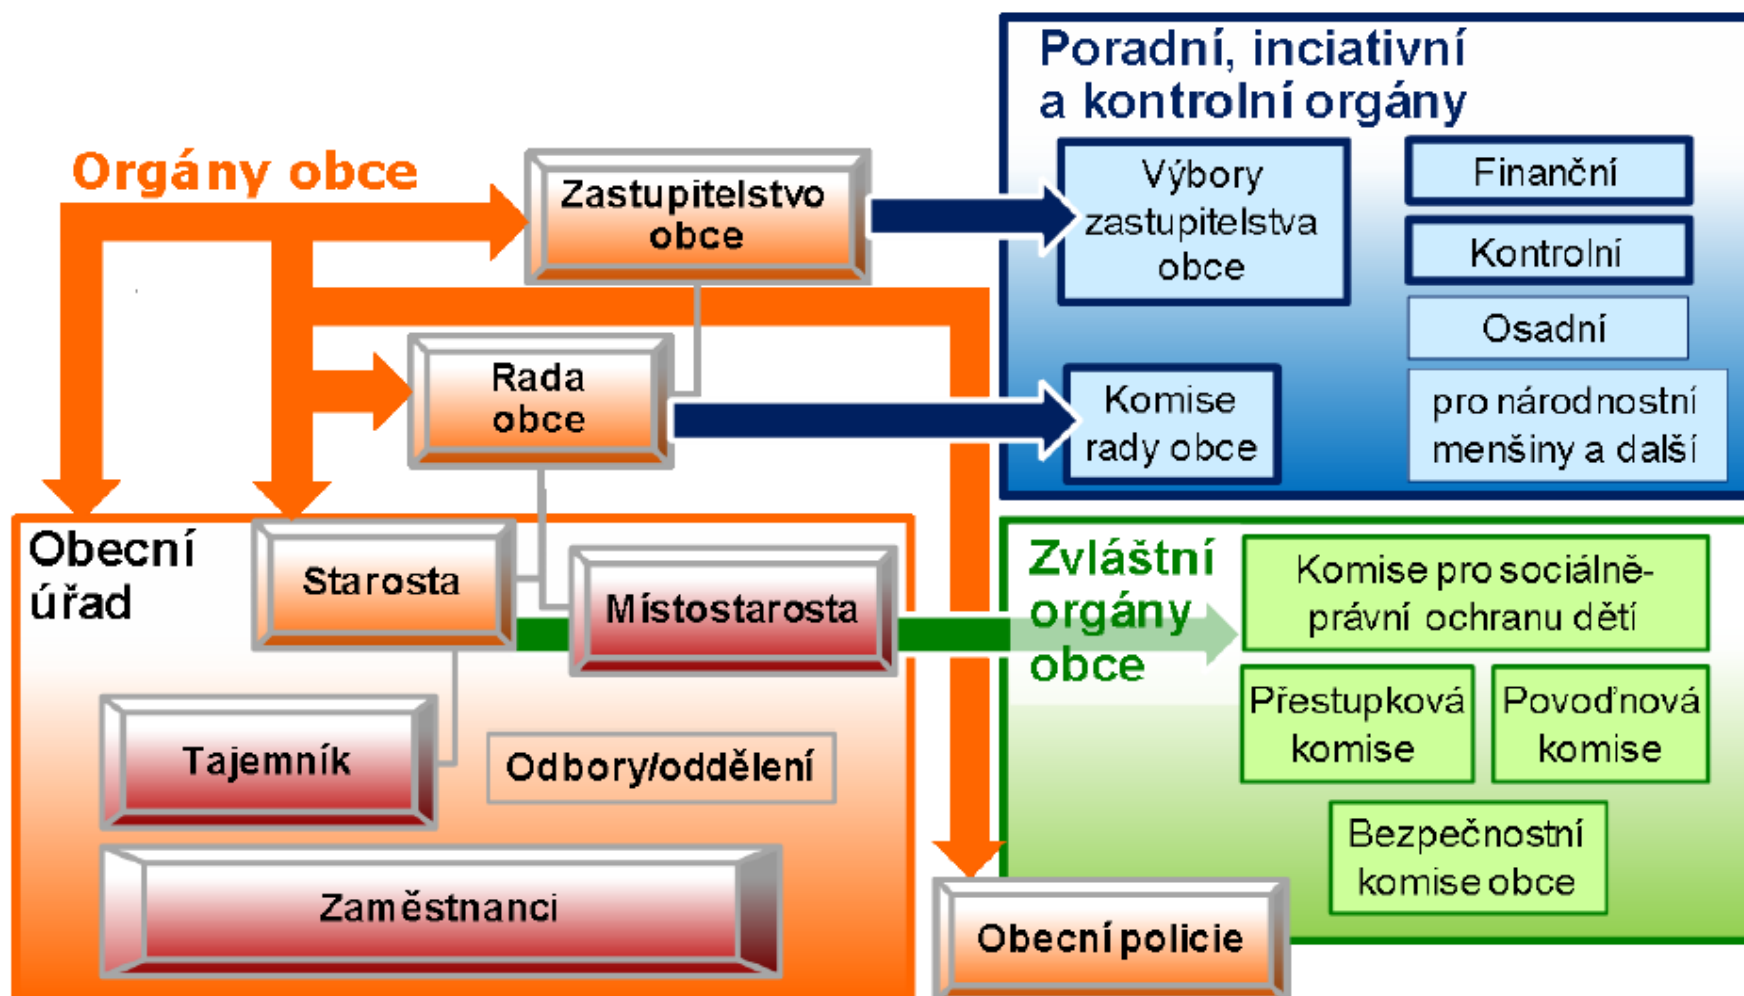 Orgány obce
Zastupitelstvo
obce
Rada
obce
Obecní
úřad
Starosta
Místostarosta
Tajemník
Odbory/oddělení
Zaměstnanci
Obecní policie
Poradní, inciativní
a kontrolní orgány
Výbory
zastupitelstva
obce
Finanční
Kontrolní
Osadní
pro národnostní
menšiny a další
Komise
rady obce
Zvláštní
orgány
obce
Komise pro sociálně-
právní ochranu dětí
Přestupková
komise
Povoďnová
komise
Bezpečnostní
komise obce